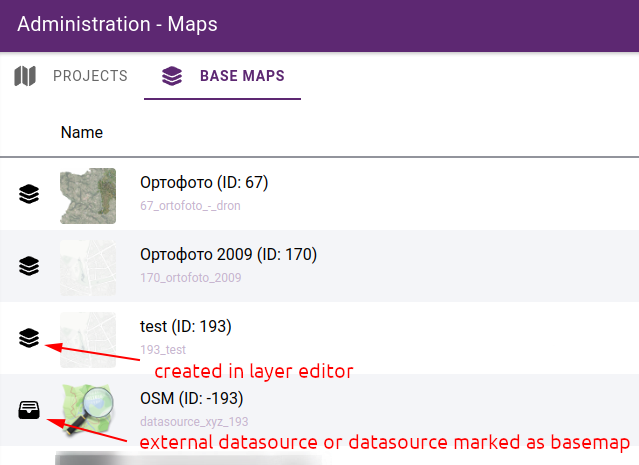 Administration - Maps
PROJECTS
BASE MAPS
Name
Ортофото (ID: 67)
67_ortofoto_-_dron
Ортофото 2009 (ID: 170)
170_ortofoto_2009
test (ID: 193)
193_test
created in layer editor
OSM (ID: -193)
datasource_xyz_193
external datasource or datasource marked as basemap